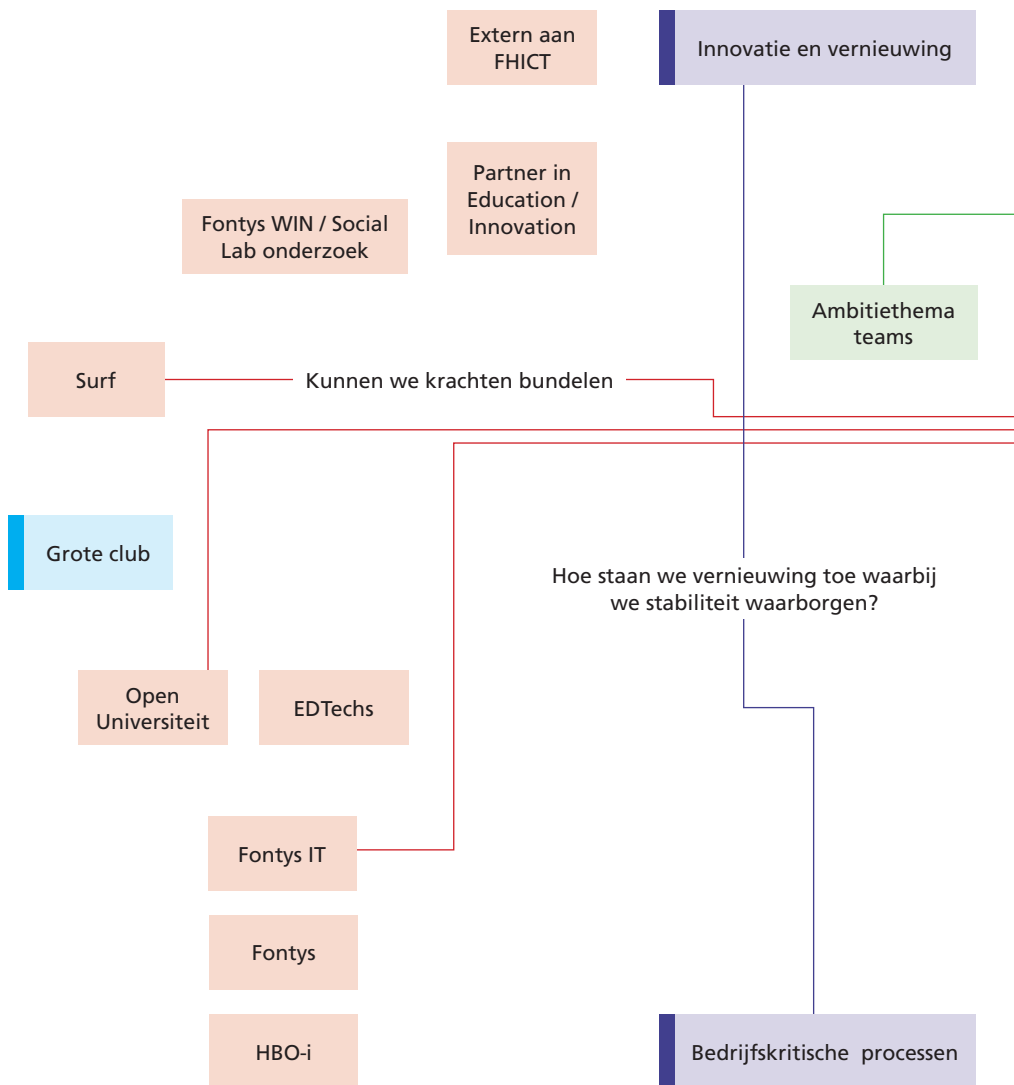 Extern aan
FHICT
Innovatie en vernieuwing
Partner in
Education /
Innovation
Fontys WIN / Social
Lab onderzoek
Ambitiethema
teams
Surf
Kunnen we krachten bundelen
Grote club
Hoe staan we vernieuwing toe waarbij
we stabiliteit waarborgen?
Open
Universiteit
EDTechs
Fontys IT
Fontys
HBO-i
Bedrijfskritische processen